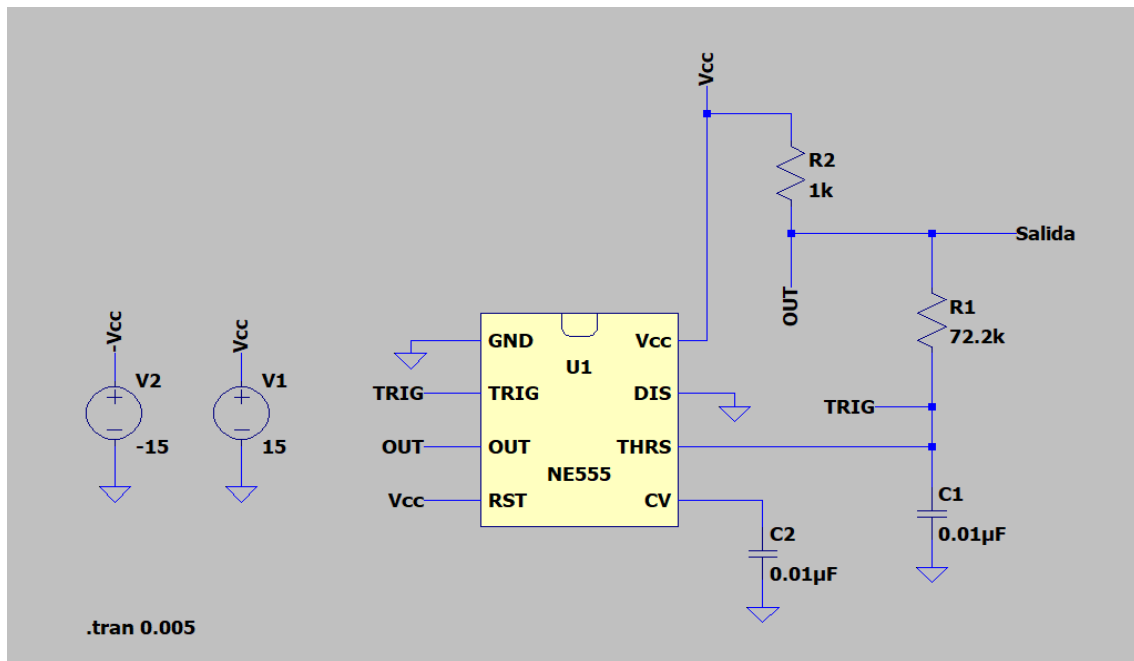 Vcc
R2
1k
Salida
OUT
R1
72.2k
-Vcc
V2
-15
Vcc
V1
15
GND
Vcc
U1
TRIG
TRIG
DIS
TRIG
OUT
OUT
THRS
NE555
Vcc
RST
CV
C1
0.01µF
C2
0.01µF
.tran 0.005